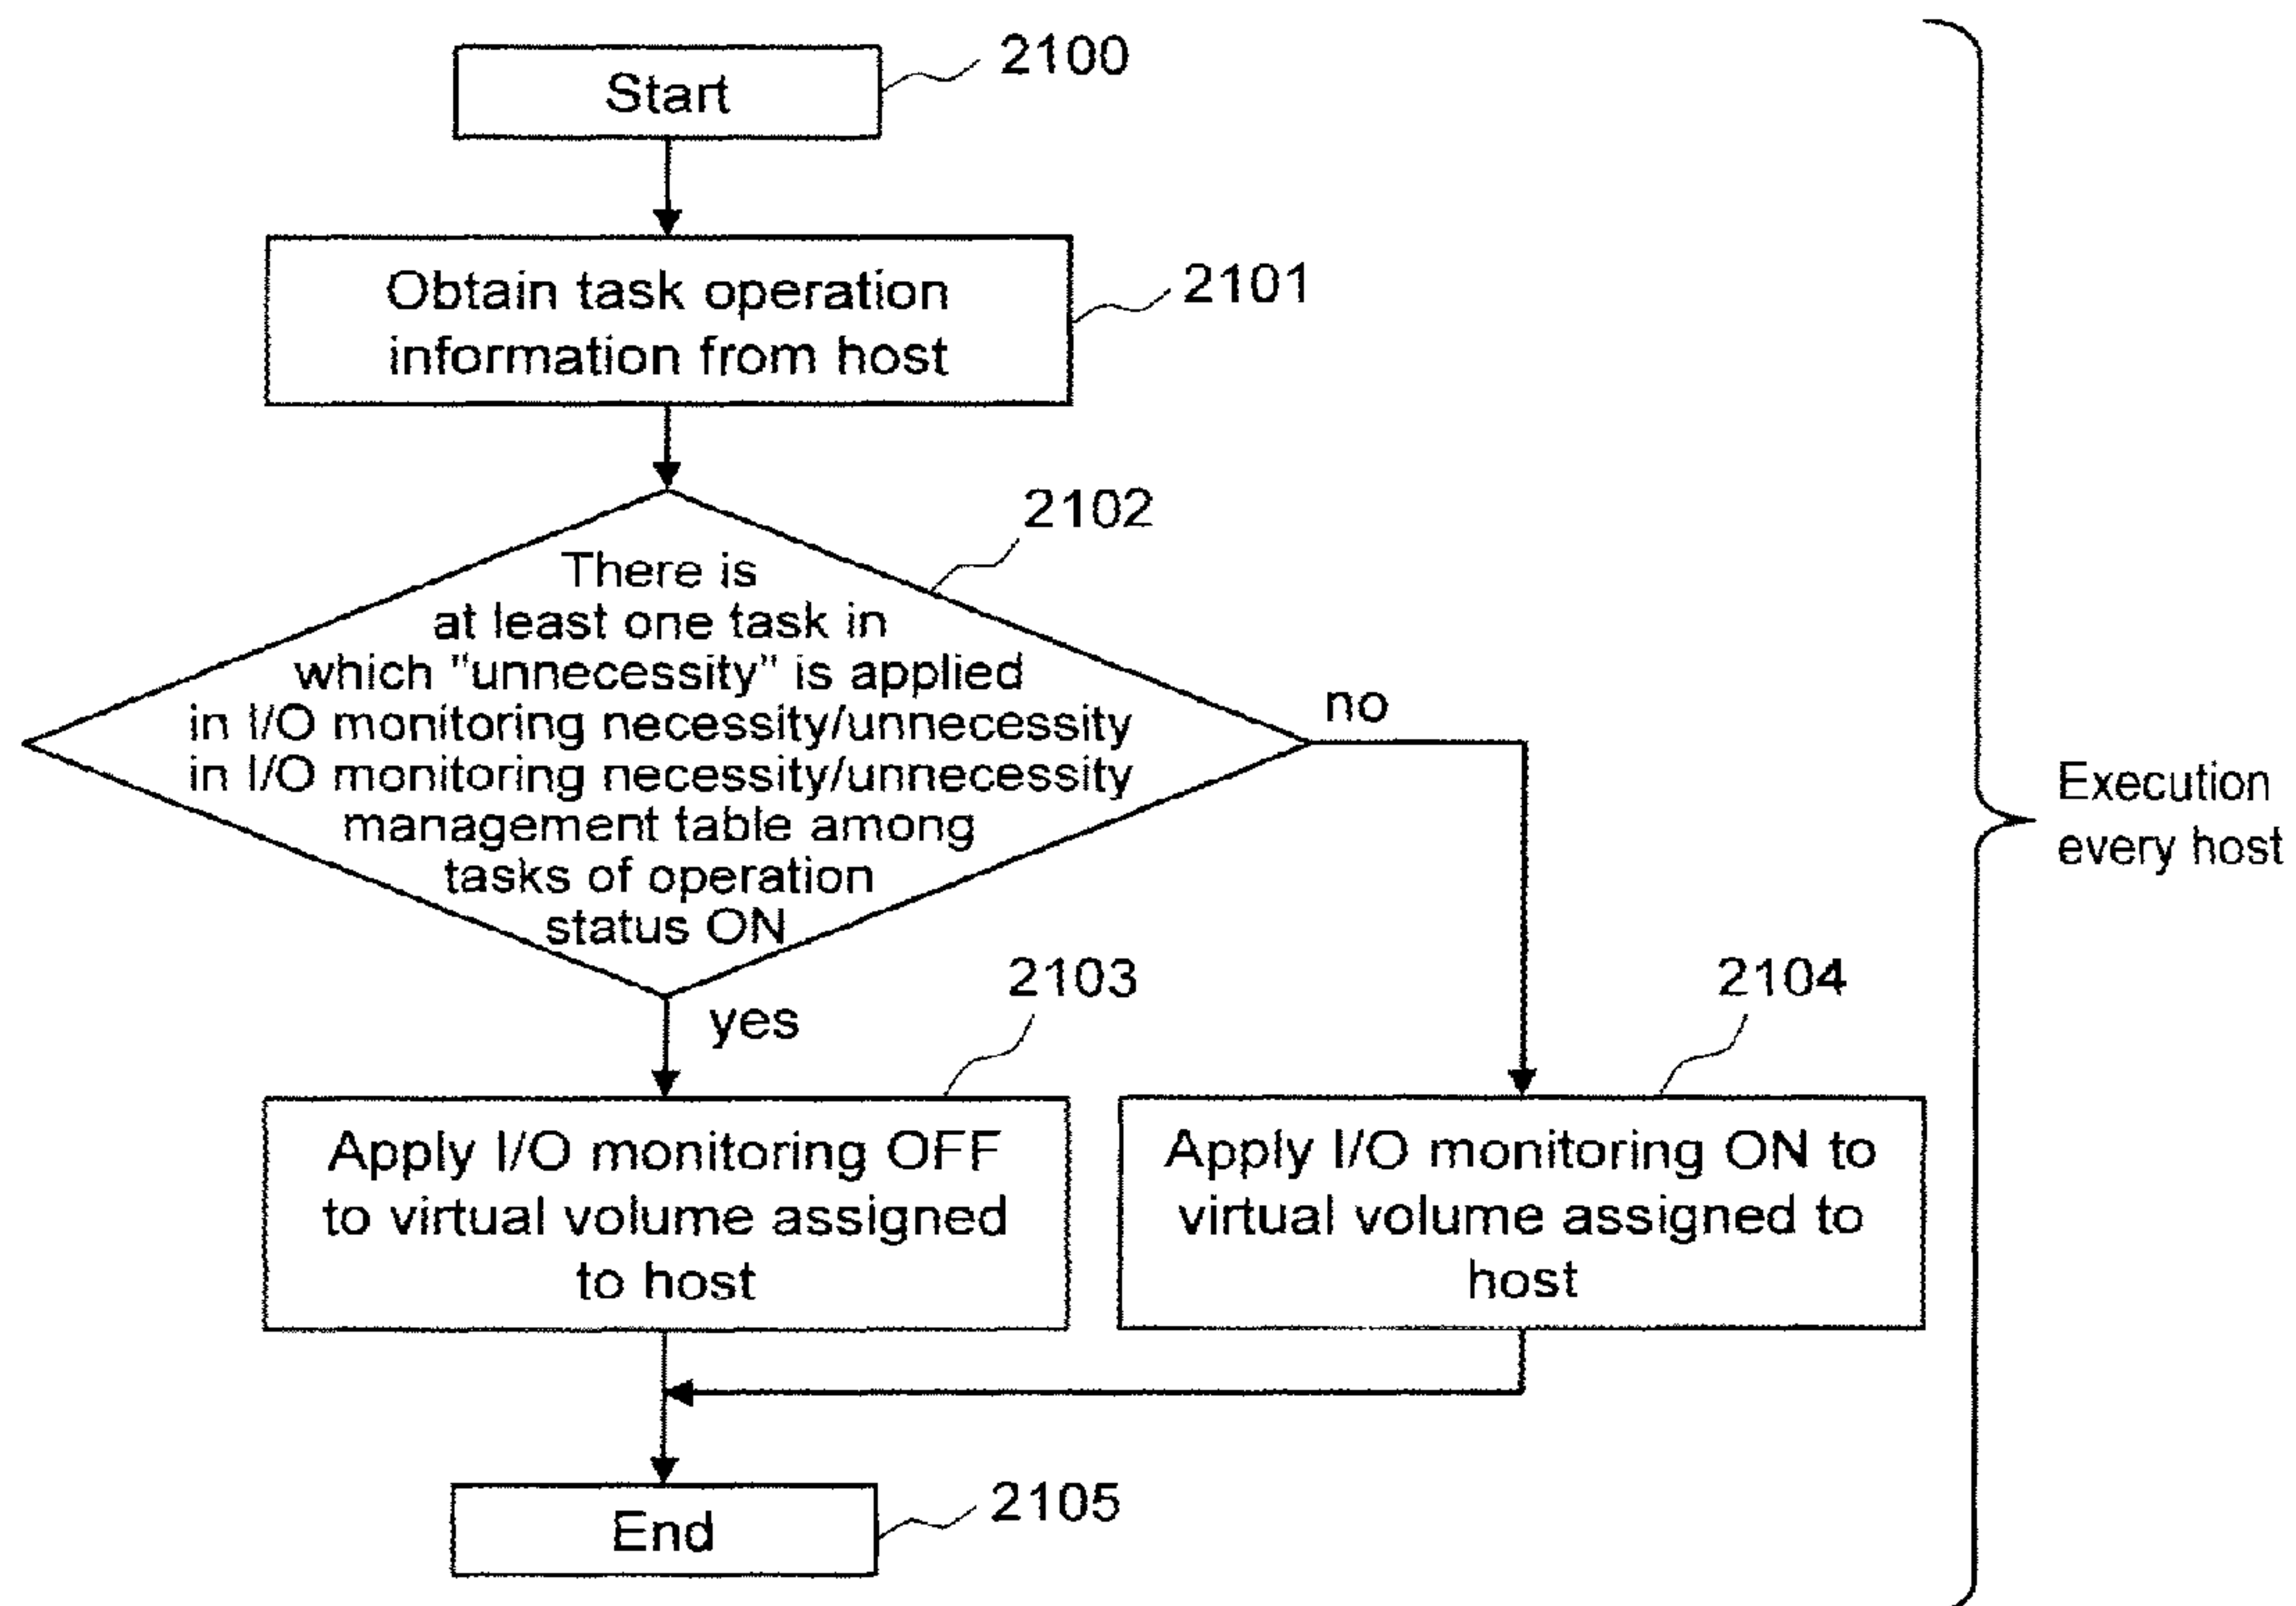 Start
2100
Obtain task operation
information from host
2101
2102
There is
at least one task in
which "unnecessity" is applied
in I/O monitoring necessity/unnecessity
in I/O monitoring necessity/unnecessity
management table among
tasks of operation
status ON
no
yes
Execution
every host
2103
Apply I/O monitoring OFF
to virtual volume assigned
to host
2104
Apply I/O monitoring ON to
virtual volume assigned to
host
End
2105